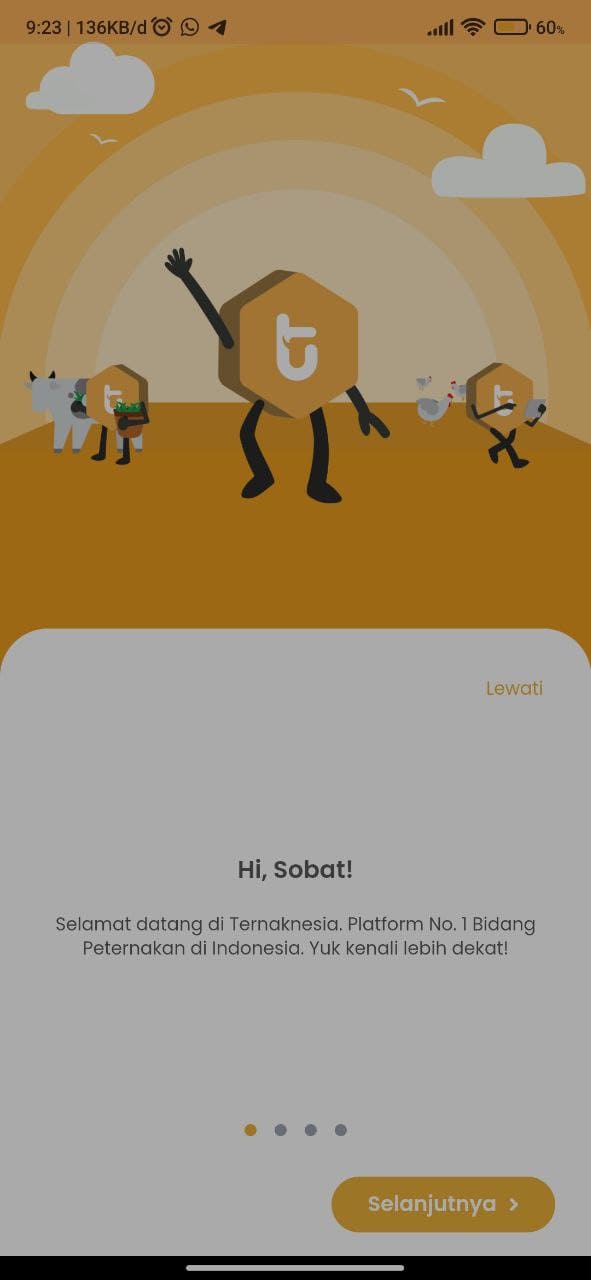 9:23 | 136KB/d
60%
Lewati
Hi, Sobat!
Selamat datang di Ternaknesia. Platform No. 1 Bidang
Peternakan di Indonesia. Yuk kenali lebih dekat!
Selanjutnya